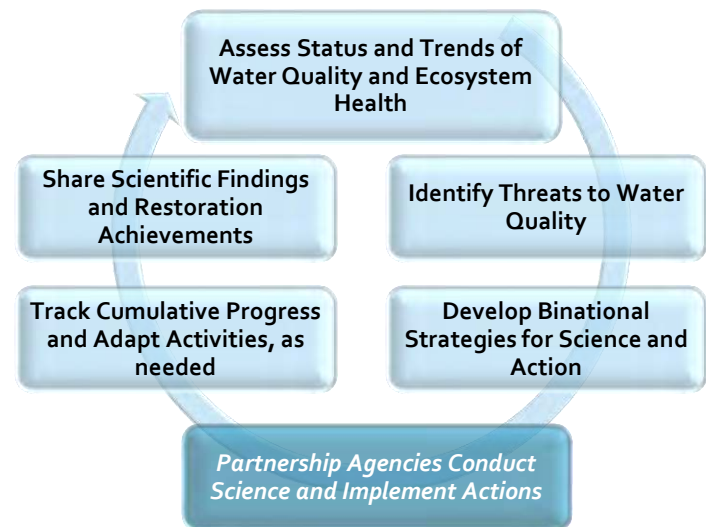 Assess Status and Trends of
Water Quality and Ecosystem
Health
Identify Threats to Water
Quality
Develop Binational
Strategies for Science and
Action
Partnership Agencies Conduct
Science and Implement Actions
Track Cumulative Progress
and Adapt Activities, as
needed
Share Scientific Findings
and Restoration
Achievements